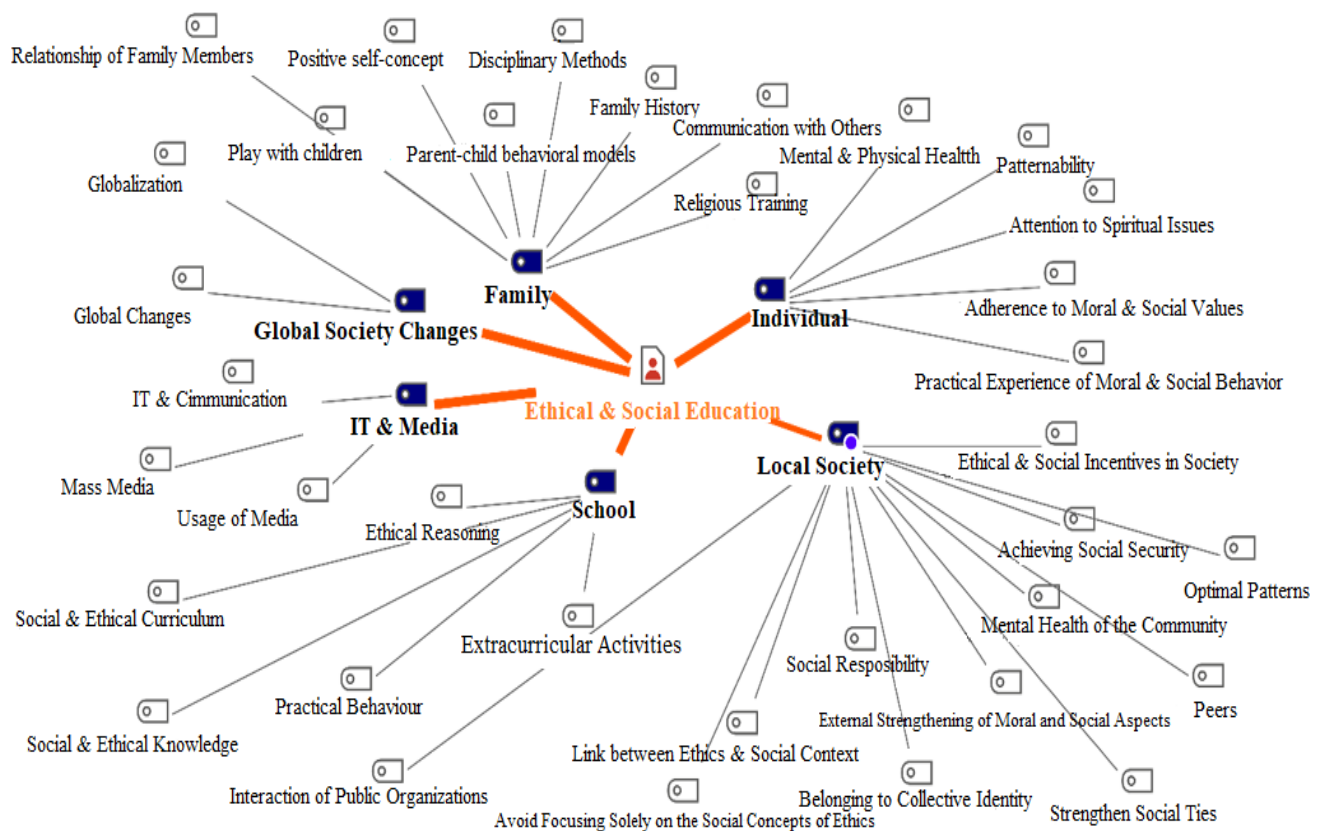 Relationship of Family Members
Positive self-concept
Disciplinary Methods
Family History
Communication with Others
Play with children
Parent-child behavioral models
Mental & Physical Healtth
Patternability
Globalization
Religious Training
Attention to Spiritual Issues
Family
Global Changes
Global Society Changes
Individual
Adherence to Moral & Social Values
IT & Cimmunication
Practical Experience of Moral & Social Behavior
IT & Media
Ethical & Social Education
Mass Media
Local Society
Ethical & Social Incentives in Society
Usage of Media
School
Ethical Reasoning
Achieving Social Security
Optimal Patterns
Social & Ethical Curriculum
Mental Health of the Community
Extracurricular Activities
Social Resposibility
Practical Behaviour
External Strengthening of Moral and Social Aspects
Peers
Social & Ethical Knowledge
Link between Ethics & Social Context
Interaction of Public Organizations
Belonging to Collective Identity
Strengthen Social Ties
Avoid Focusing Solely on the Social Concepts of Ethics